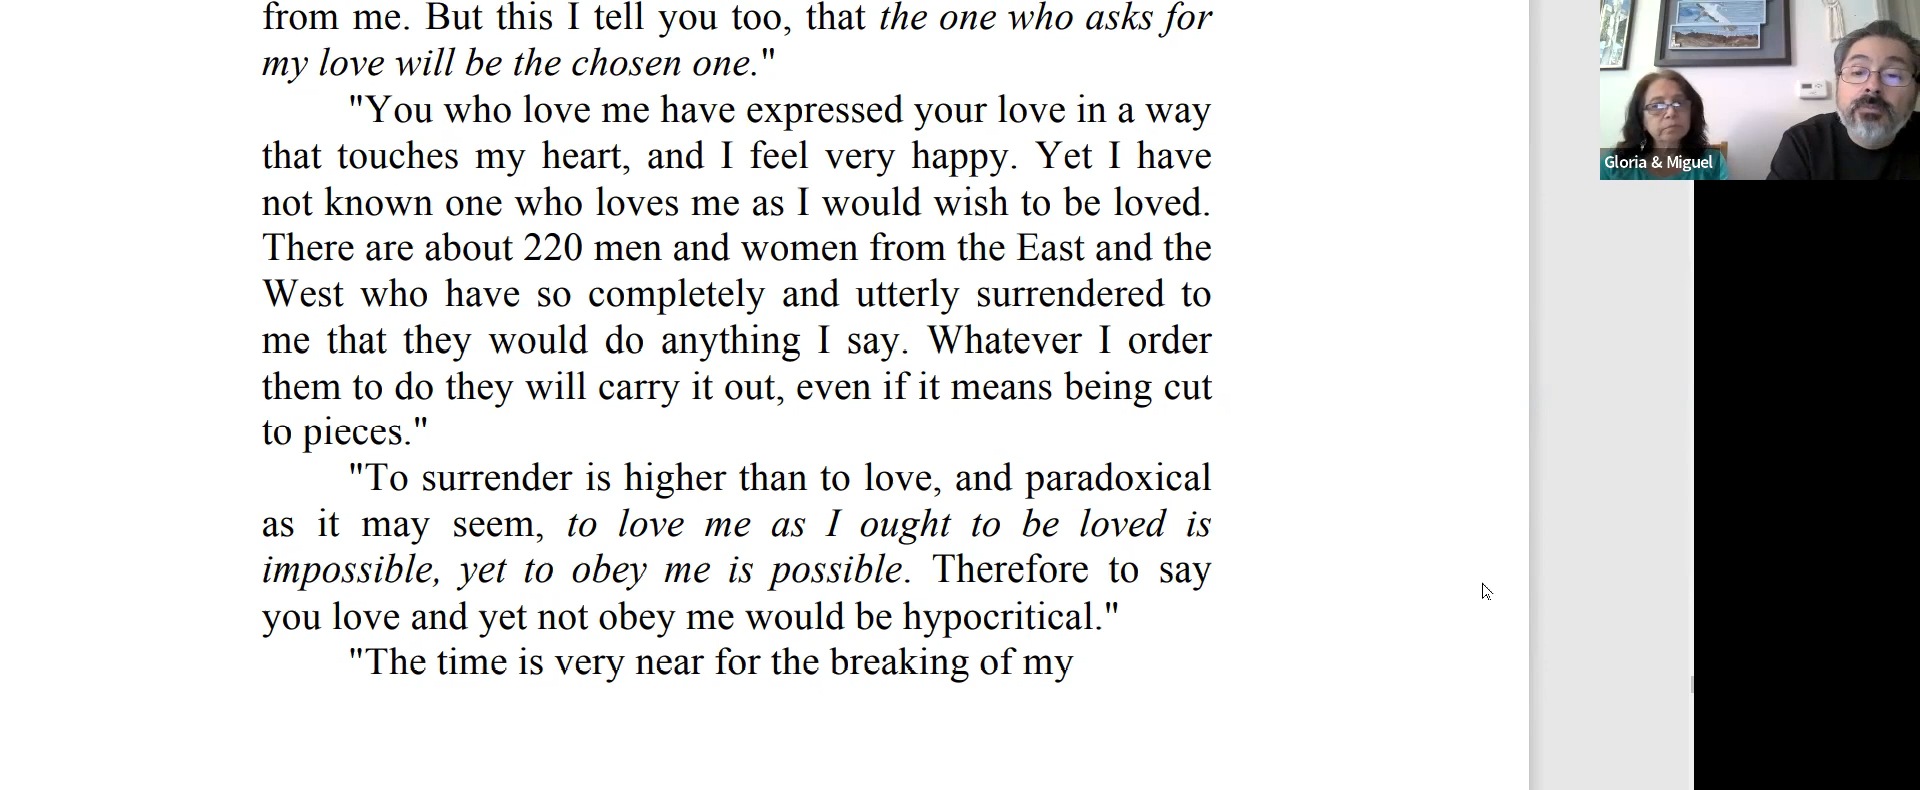 from me. But this I tell you too, that the one who asks for
my love will be the chosen one."
"You who love me have expressed your love in a way
that touches my heart, and I feel very happy. Yet I have
not known one who loves me as I would wish to be loved.
There are about 220 men and women from the East and the
West who have so completely and utterly surrendered to
me that they would do anything I say. Whatever I order
them to do they will carry it out, even if it means being cut
to pieces."
"To surrender is higher than to love, and paradoxical
as it may seem, to love me as I ought to be loved is
impossible, yet to obey me is possible. Therefore to say
you love and yet not obey me would be hypocritical."
"The time is very near for the breaking of my
Gloria & Miguel